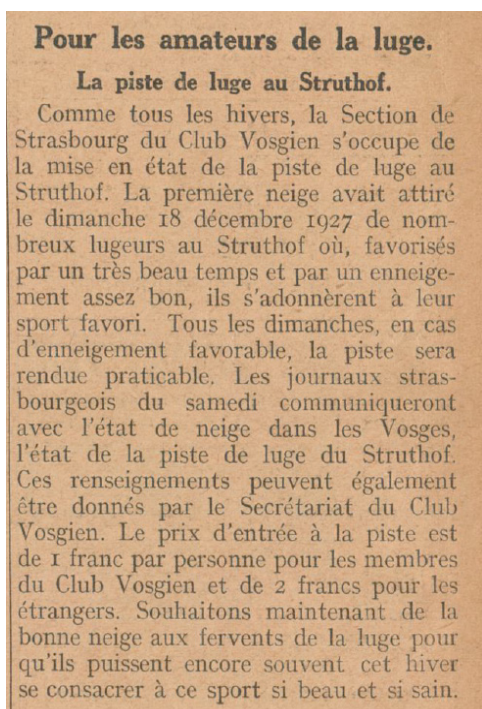 Pour les amateurs de la luge.
La piste de luge au Struthof.
Comme tous les hivers, la Section de
Strasbourg du Club Vosgien s’occupe de
la mise en état de la piste de luge au
Struthof. La première neige avait attiré
le dimanche 18 décembre 1927 de nom-
breux lugeurs au Struthof où, favorisés
par un très beau temps et par un enneige-
ment assez bon, ils s’adonnèrent à leur
sport favori. Tous les dimanches, en cas
d’enneigement favorable, la piste sera
rendue praticable. Les journaux stras-
bourgeois du samedi communiqueront
avec l’état de neige dans les Vosges,
l’état de la piste de luge du Struthof.
Ces renseignements peuvent également
être donnés par le Secrétariat du Club
Vosgien. Le prix d’entrée à la piste est
de 1 franc par personne pour les membres
du Club Vosgien et de 2 francs pour les
étrangers. Souhaitons maintenant de la
bonne neige aux fervents de la luge pour
qu’ils puissent encore souvent cet hiver
se consacrer à ce sport si beau et si sain.